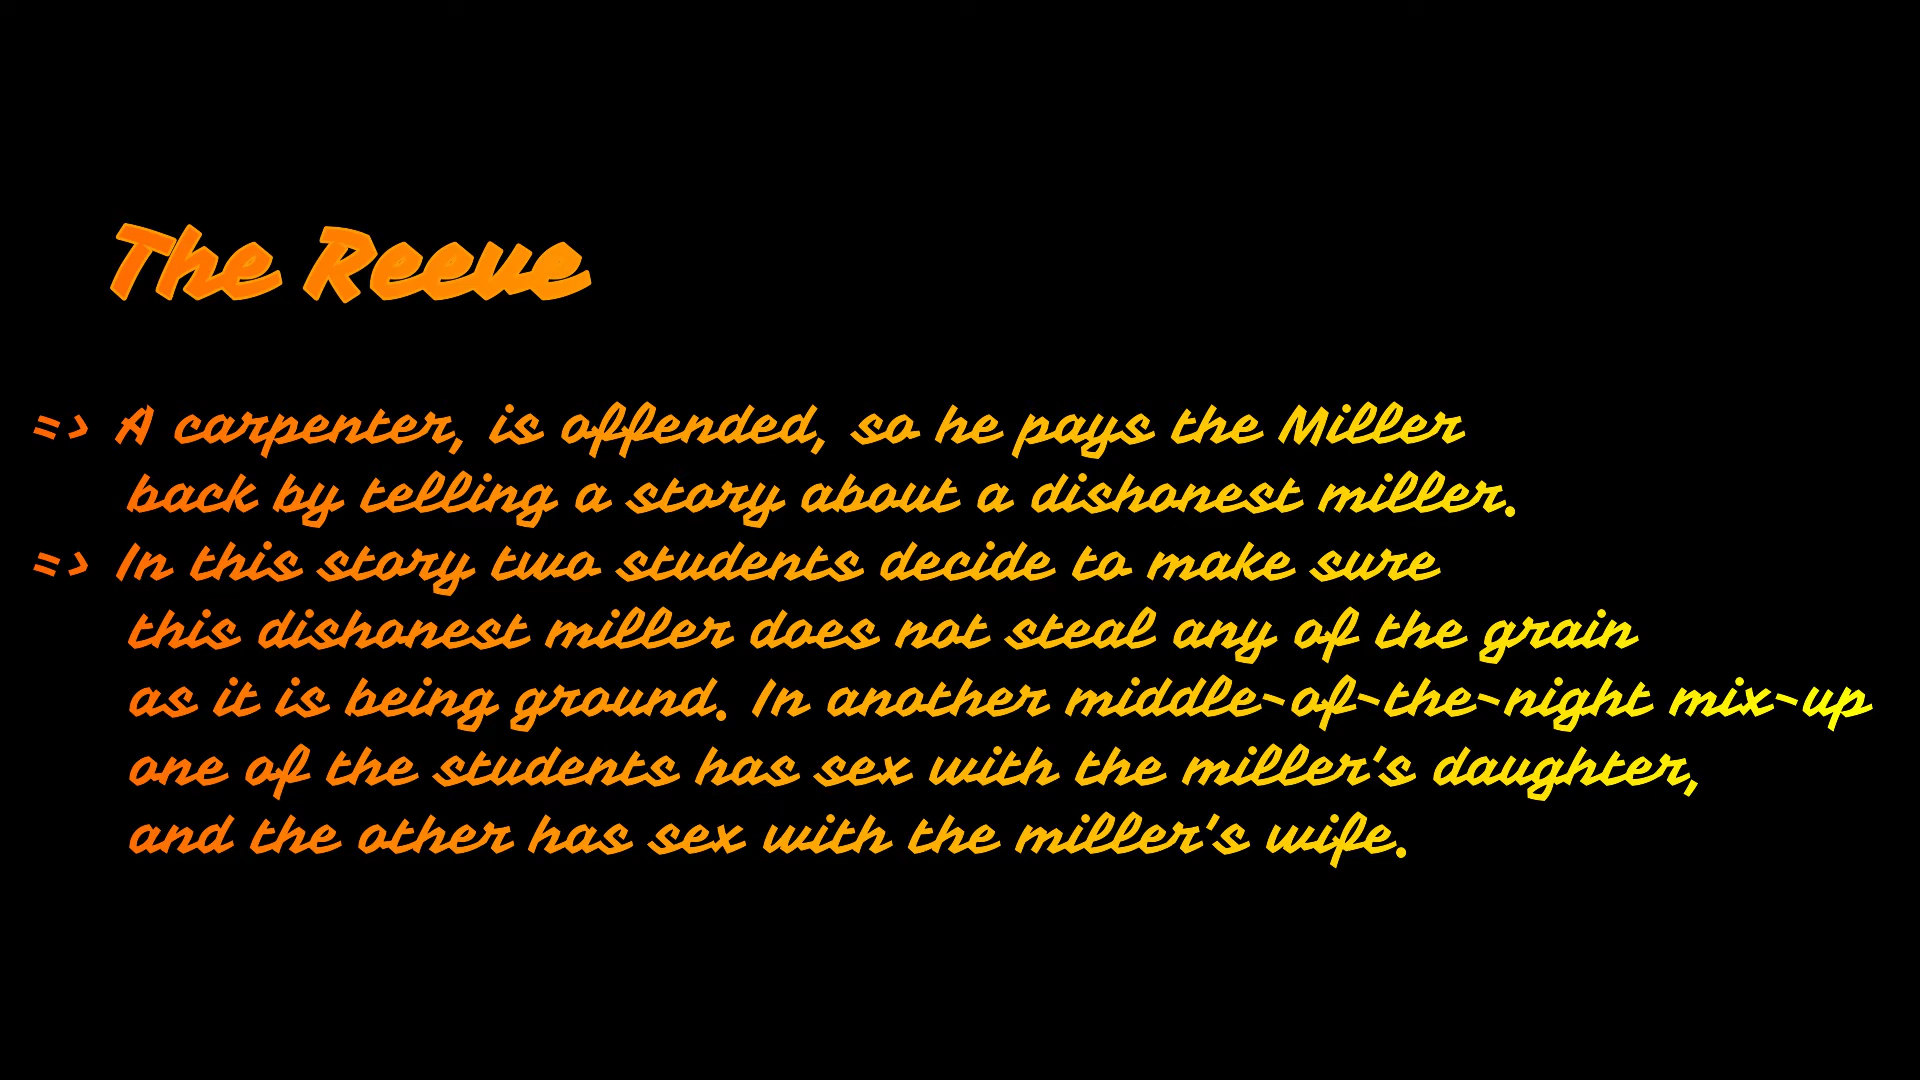 The Reeve
=> A carpenter, is offended, so he pays the Miller
back by telling a story about a dishonest miller.
=> In this story two students decide to make sure
this dishonest miller does not steal any of the grain
as it is being ground. In another middle-of-the-night mix-up
one of the students has sex with the miller's daughter,
and the other has sex with the miller's wife.